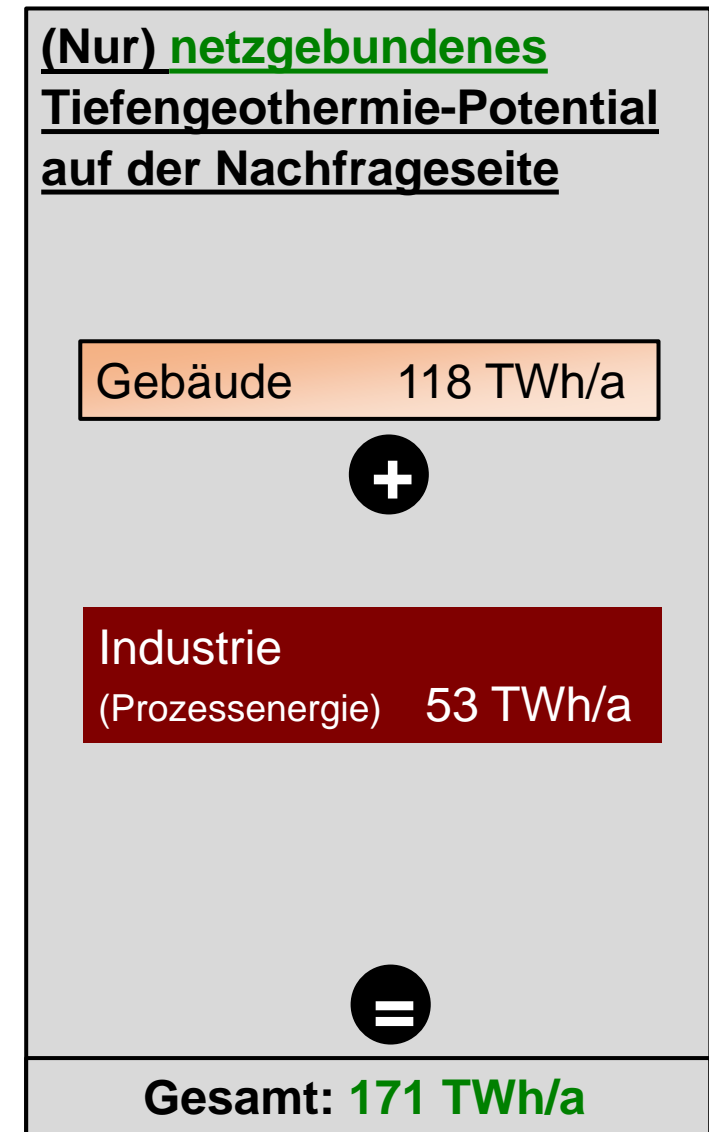 (Nur) netzgebundenes
Tiefengeothermie-Potential
auf der Nachfrageseite
Gebäude 118 TWh/a
+
Industrie
(Prozessenergie) 53 TWh/a
=
Gesamt: 171 TWh/a